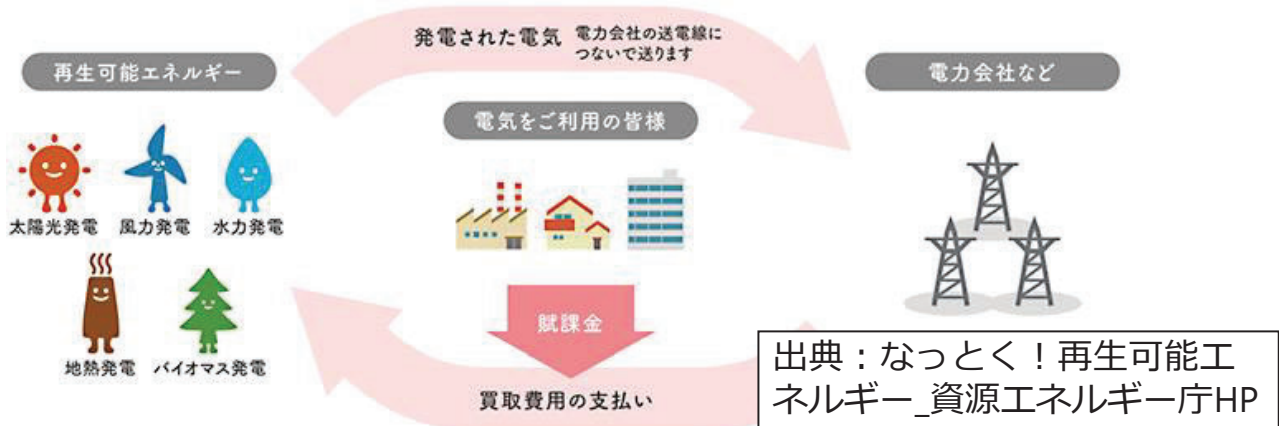 発電された電気 電力会社の送電線に
つないで送ります
再生可能エネルギー
電気をご利用の皆様
電力会社など
太陽光発電 風力発電 水力発電
地熱発電 バイオマス発電
賦課金
買取費用の支払い
出典：なっとく！再生可能エ
ネルギー_資源エネルギー庁HP